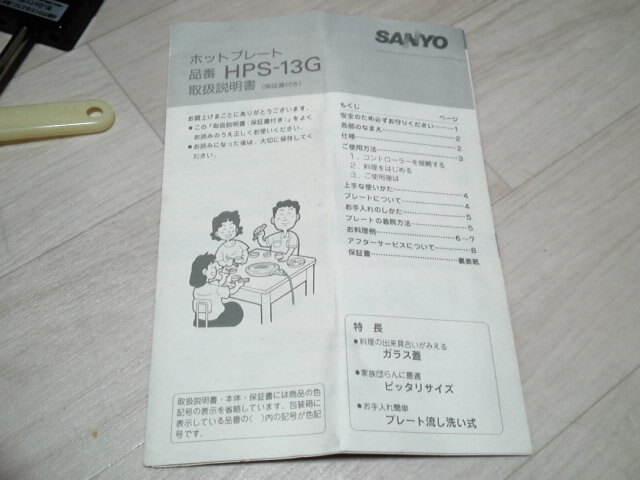 SANYO
ホットプレート
品番 HPS-13G
取扱説明書(保証書付き)
お買上げまことにありがとうございます。
●この「取扱説明書(保証書付き)」をよく
お読みのうえ正しくお使いください。
●お読みになった後は、大切に保存してく
ださい。
取扱説明書・本体・保証書には商品の色
記号の表示を省略しています。包装箱に
表示している品番の( )内の記号が色記
号です。
もくじ ページ
安全のため必ずお守りください……1
各部のなまえ……2
仕様……2
ご使用方法……3
1. コントローラーを接続する
2. 料理をはじめる
3. ご使用後は
上手な使いかた……4
プレートについて……4
お手入れのしかた……5
プレートの着脱方法……5
お料理例……6~7
アフターサービスについて……8
保証書……裏表紙
特長
●料理の出来具合いがみえる
ガラス蓋
●家族団らんに最適
ピッタリサイズ
●お手入れ簡単
プレート流し洗い式